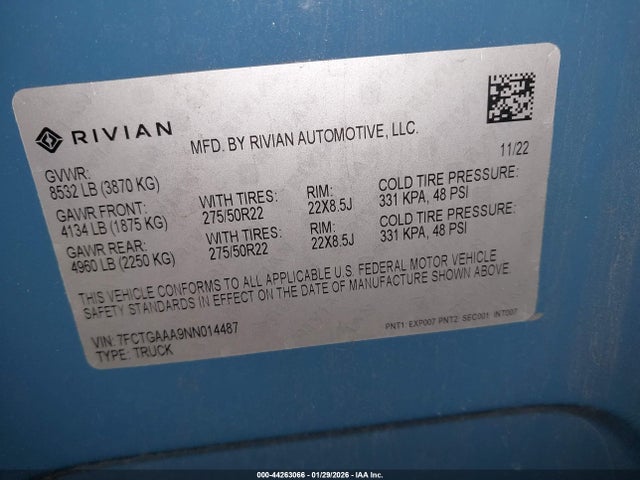 RIVIAN
MFD. BY RIVIAN AUTOMOTIVE, LLC.
11/22
GVWR:
8532 LB (3870 KG)
GAWR FRONT: WITH TIRES: RIM: COLD TIRE PRESSURE:
4134 LB (1875 KG) 275/50R22 22X8.5J 331 KPA, 48 PSI
GAWR REAR: WITH TIRES: RIM: COLD TIRE PRESSURE:
4960 LB (2250 KG) 275/50R22 22X8.5J 331 KPA, 48 PSI
THIS VEHICLE CONFORMS TO ALL APPLICABLE U.S. FEDERAL MOTOR VEHICLE
SAFETY STANDARDS IN EFFECT ON THE DATE OF MANUFACTURE SHOWN ABOVE
VIN: 7FCTGAAA9NN014487
TYPE: TRUCK
PNT1: EXP007 PNT2: SEC001 INT007
000-44263066 - 01/29/2026 - IAA Inc.